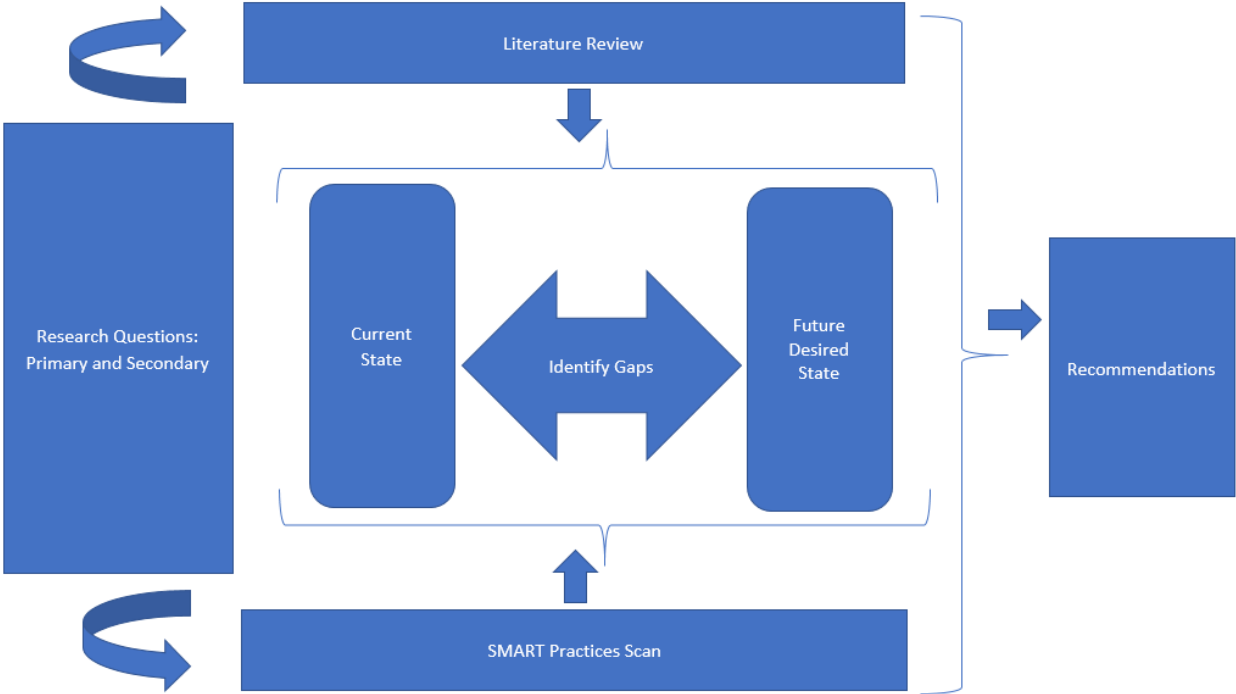 Literature Review
Research Questions:
Primary and Secondary
Current
State
Identify Gaps
Future
Desired
State
Recommendations
SMART Practices Scan